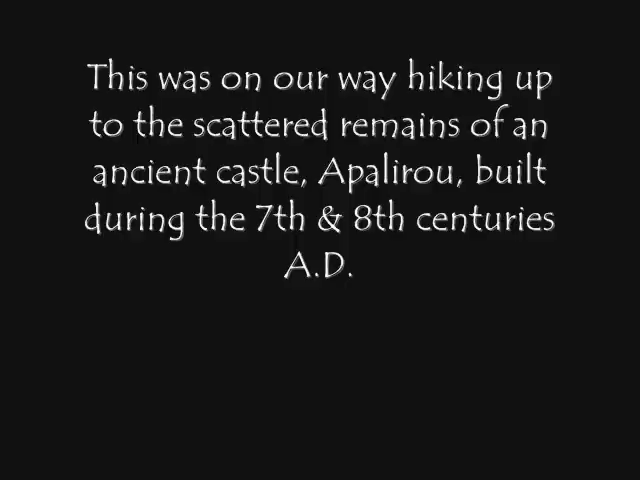 This was on our way hiking up
to the scattered remains of an
ancient castle, Apalirou, built
during the 7th & 8th centuries
A.D.